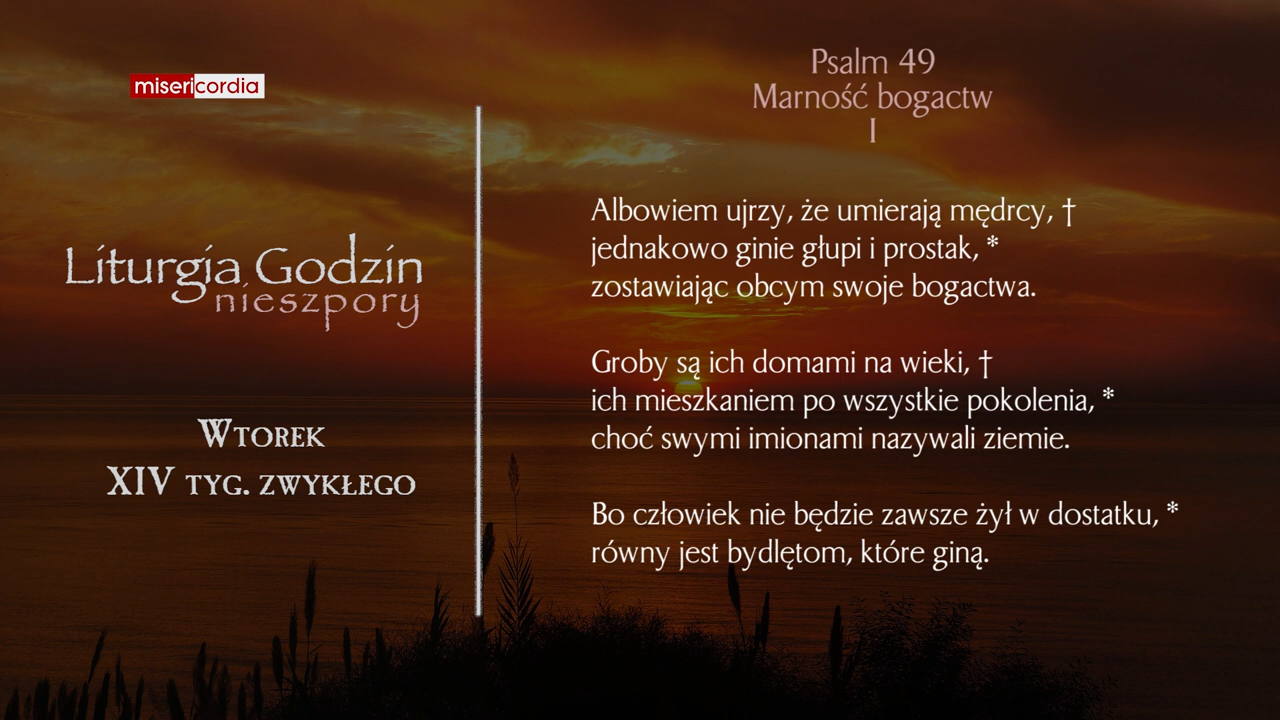 misericordia
Liturgia Godzin
nieszpory
Wtorek
XIV tyg. zwykłego
Psalm 49
Marność bogactw
I
Albowiem ujrzy, że umierają mędrcy, †
jednakowo ginie głupi i prostak, *
zostawiając obcym swoje bogactwa.
Groby są ich domami na wieki, †
ich mieszkaniem po wszystkie pokolenia, *
choć swymi imionami nazywali ziemie.
Bo człowiek nie będzie zawsze żył w dostatku, *
równy jest bydlętom, które giną.